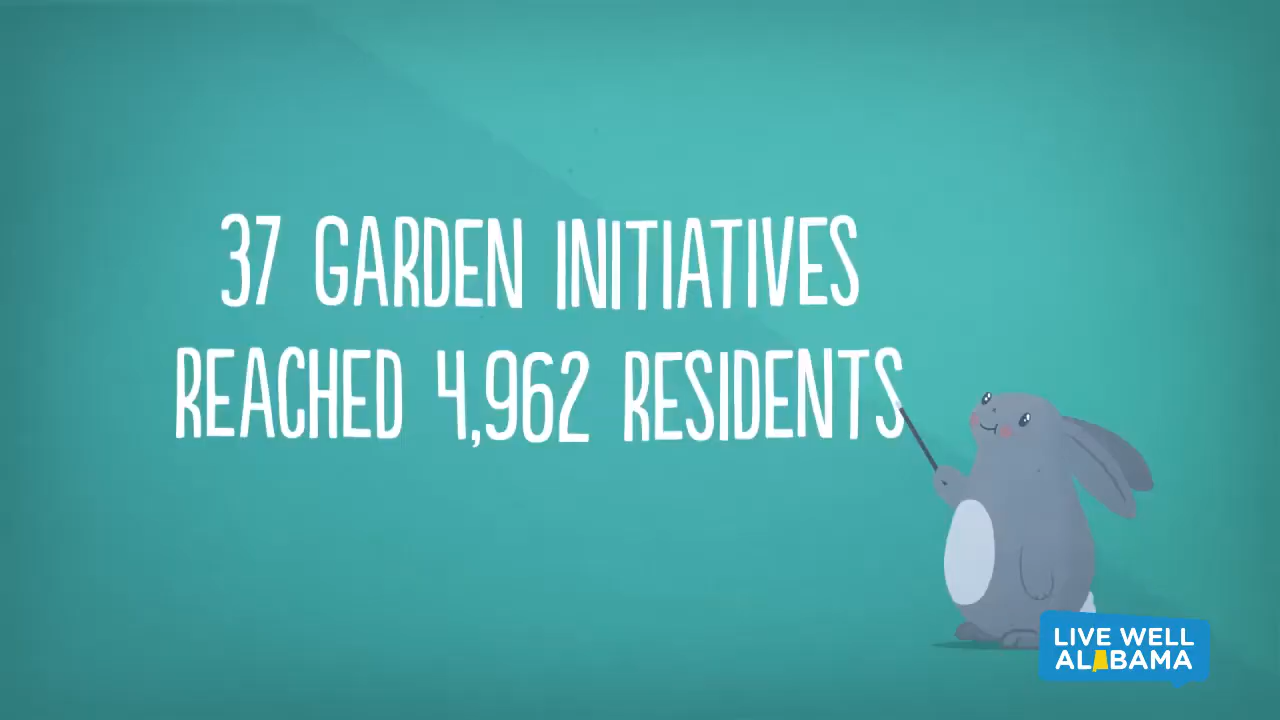 37 GARDEN INITIATIVES
REACHED 4,962 RESIDENTS
LIVE WELL
ALABAMA